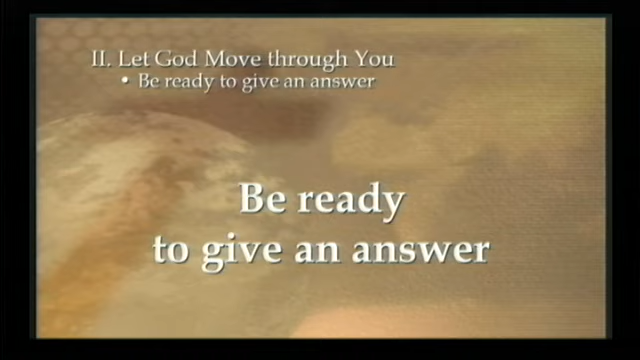 II. Let God Move through You
• Be ready to give an answer
Be ready
to give an answer